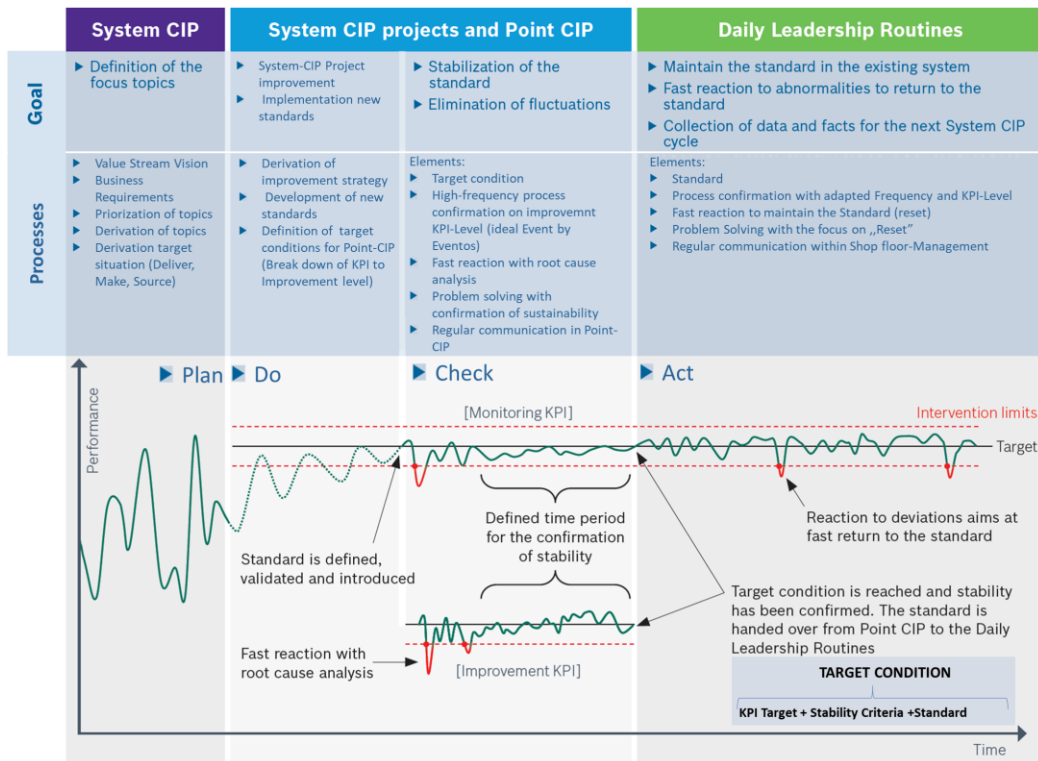 System CIP
System CIP projects and Point CIP
Daily Leadership Routines
Goal
Definition of the
focus topics
System-CIP Project
improvement
Implementation new
standards
Stabilization of the
standard
Elimination of fluctuations
Maintain the standard in the existing system
Fast reaction to abnormalities to return to the
standard
Collection of data and facts for the next System CIP
cycle
Processes
Value Stream Vision
Business
Requirements
Priorization of topics
Derivation of topics
Derivation target
situation (Deliver,
Make, Source)
Derivation of
improvement strategy
Development of new
standards
Definition of target
conditions for Point-CIP
(Break down of KPI to
Improvement level)
Elements:
Target condition
High-frequency process
confirmation on improvemnt
KPI-Level (ideal Event by
Eventos)
Fast reaction with root cause
analysis
Problem solving with
confirmation of sustainability
Regular communication in Point-
CIP
Elements:
Standard
Process confirmation with adapted Frequency and KPI-Level
Fast reaction to maintain the Standard (reset)
Problem Solving with the focus on ,,Reset"
Regular communication within Shop floor-Management
Plan
Do
Check
Act
Performance
[Monitoring KPI]
Intervention limits
Target
Standard is defined,
validated and introduced
Defined time period
for the confirmation
of stability
Reaction to deviations aims at
fast return to the standard
Fast reaction with
root cause analysis
[Improvement KPI]
Target condition is reached and stability
has been confirmed. The standard is
handed over from Point CIP to the Daily
Leadership Routines
TARGET CONDITION
KPI Target + Stability Criteria +Standard
Time